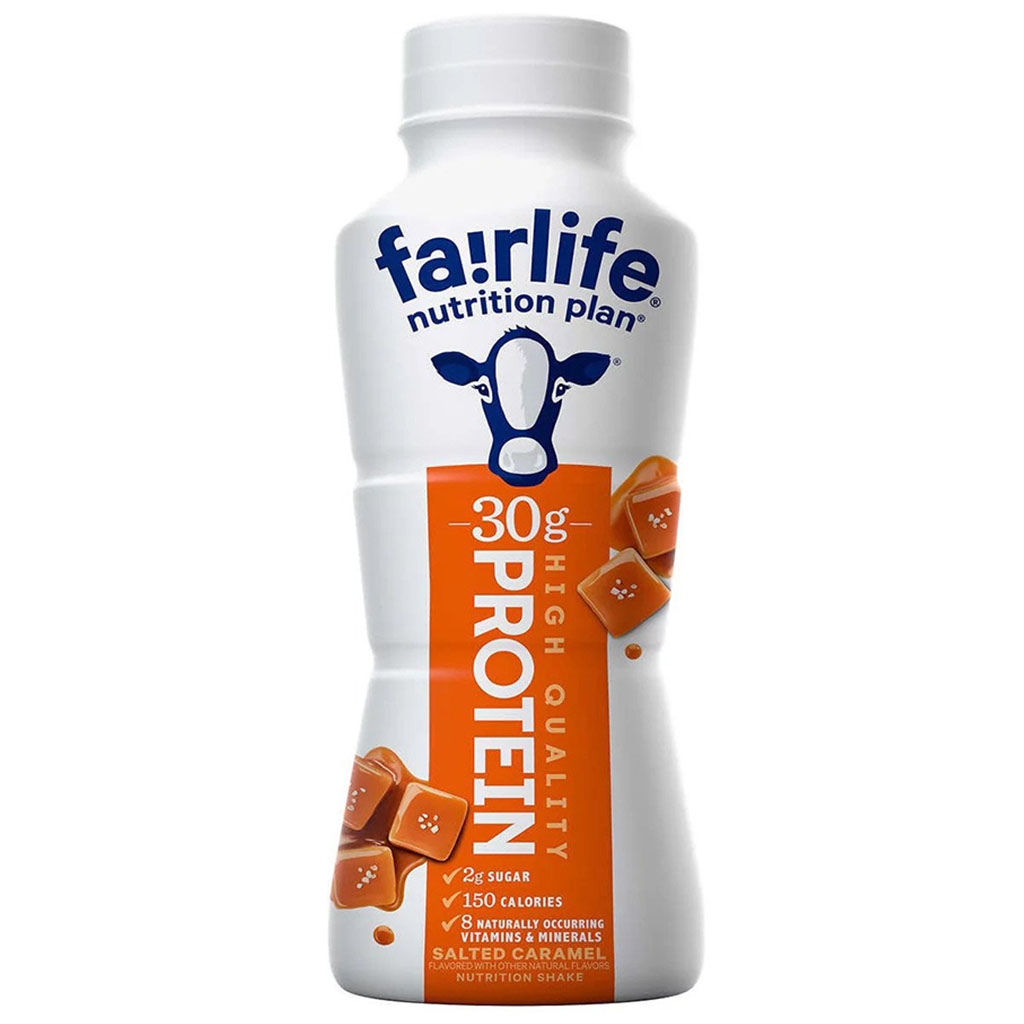 fa!rlife®
nutrition plan®
®
30g
PROTEIN
HIGH QUALITY
2g SUGAR
150 CALORIES
8 NATURALLY OCCURRING
VITAMINS & MINERALS
SALTED CARAMEL
FLAVORED WITH OTHER NATURAL FLAVORS
NUTRITION SHAKE